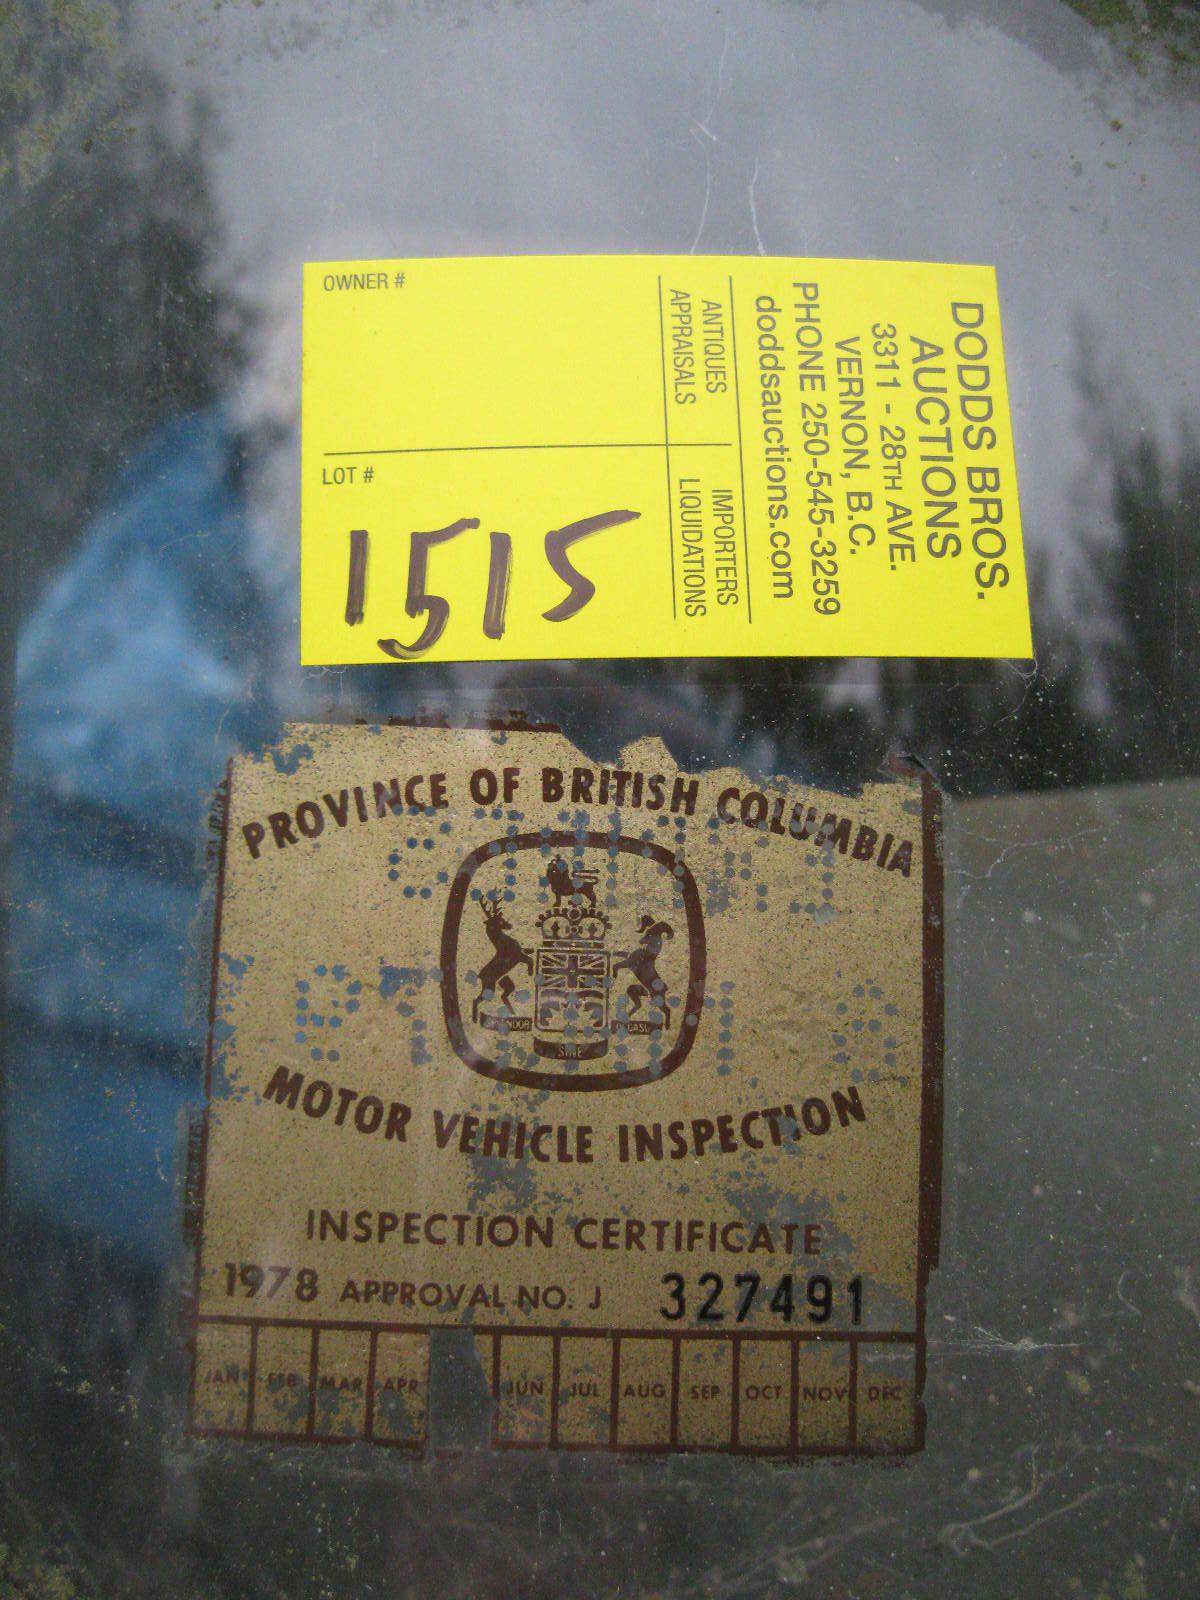 DODDS BROS.
AUCTIONS
3311 - 28TH AVE.
VERNON, B.C.
PHONE 250-545-3259
doddsauctions.com
ANTIQUES
APPRAISALS
IMPORTERS
LIQUIDATIONS
OWNER #
LOT #
1515
PROVINCE OF BRITISH COLUMBIA
SINE
MOTOR VEHICLE INSPECTION
INSPECTION CERTIFICATE
1978 APPROVAL NO. J 327491
JAN FEB MAR APR JUN JUL AUG SEP OCT NOV DEC